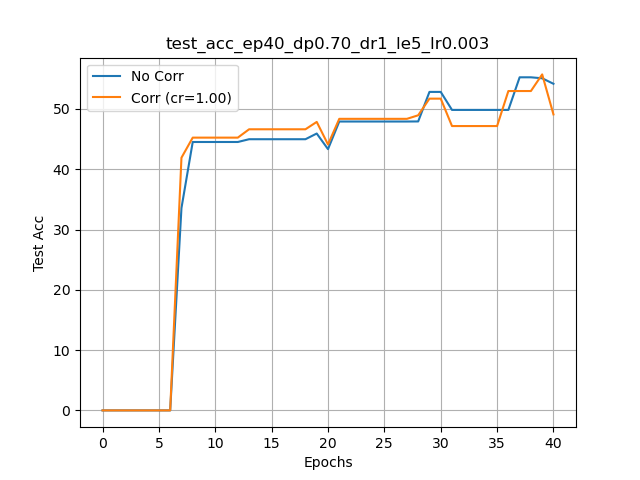 test_acc_ep40_dp0.70_dr1_le5_lr0.003
No Corr
Corr (cr=1.00)
Test Acc
50
40
30
20
10
0
0 5 10 15 20 25 30 35 40
Epochs